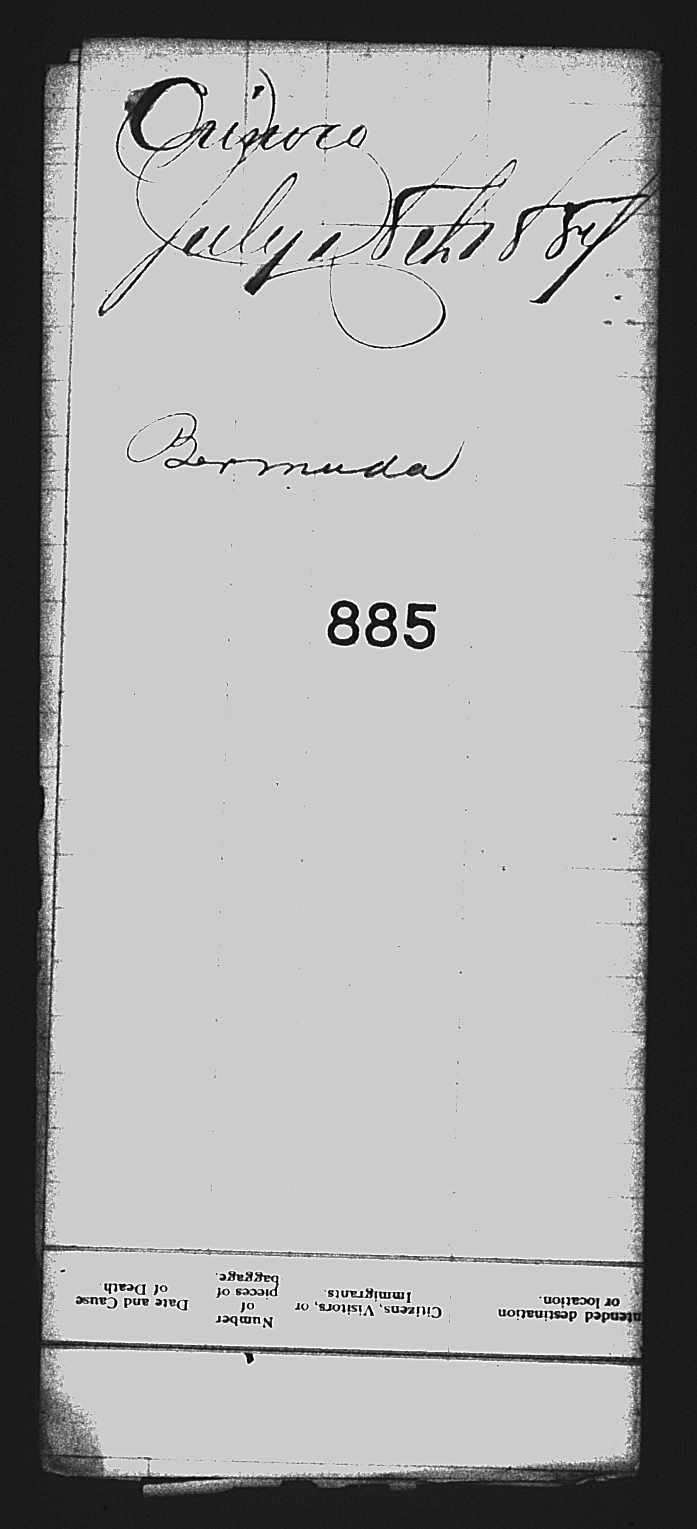 Orinoco
July 18th 1887
Bermuda
885
ntended destination
or location.
Citizens, Visitors, or
Immigrants.
Number
of
pieces of
baggage.
Date and Cause
of Death.